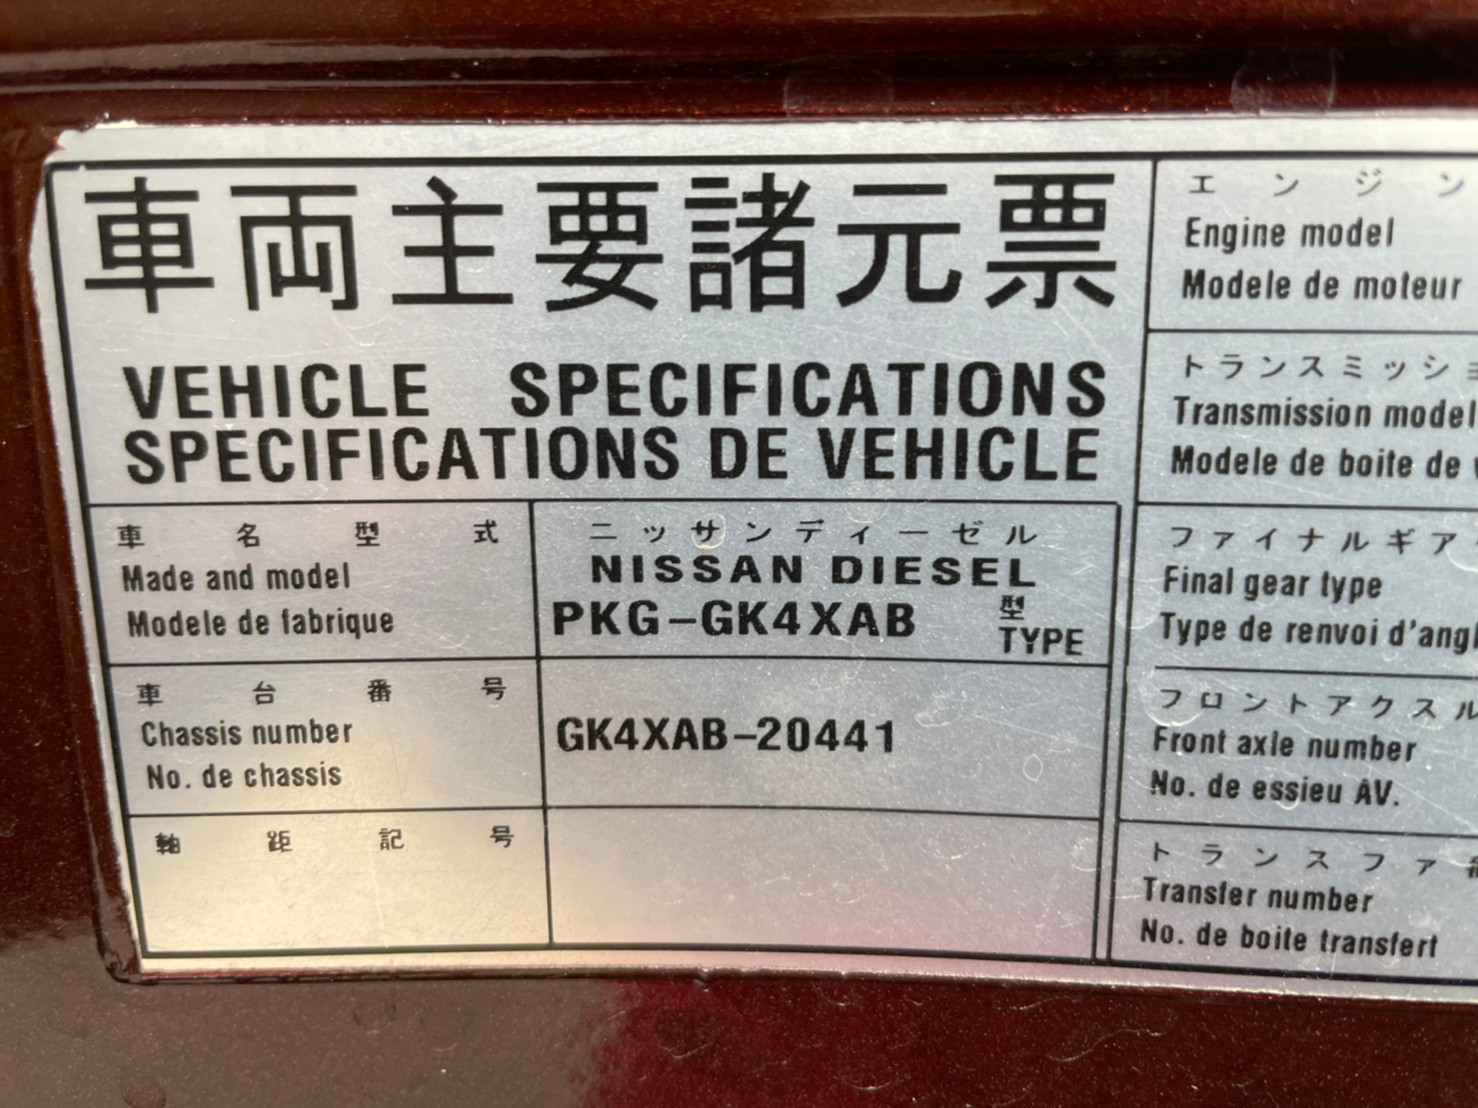 車両主要諸元票
VEHICLE SPECIFICATIONS
SPECIFICATIONS DE VEHICLE
車名型式
Made and model
Modele de fabrique
ニッサンディーゼル
NISSAN DIESEL
PKG-GK4XAB 型
TYPE
車台番号
Chassis number
No. de chassis
GK4XAB-20441
軸距記号
エンジン
Engine model
Modele de moteur
トランスミッショ
Transmission model
Modele de boite de
ファイナルギア
Final gear type
Type de renvoi d'angl
フロントアクスル
Front axle number
No. de essieu AV.
トランスファ
Transfer number
No. de boite transfert